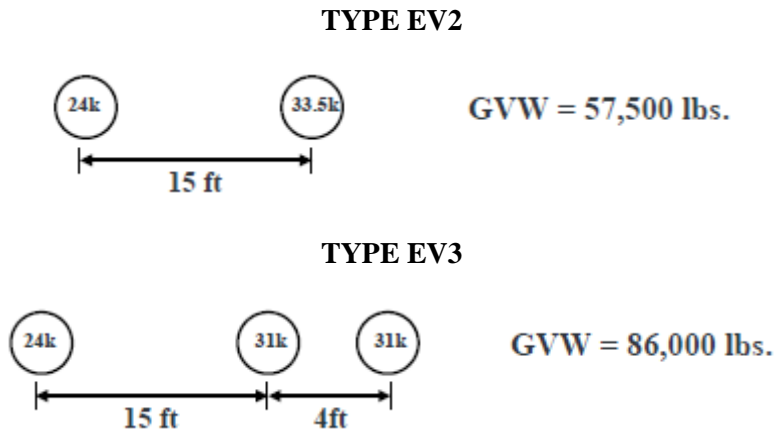 TYPE EV2
24k 33.5k GVW = 57,500 lbs.
15 ft
TYPE EV3
24k 31k 31k GVW = 86,000 lbs.
15 ft 4ft